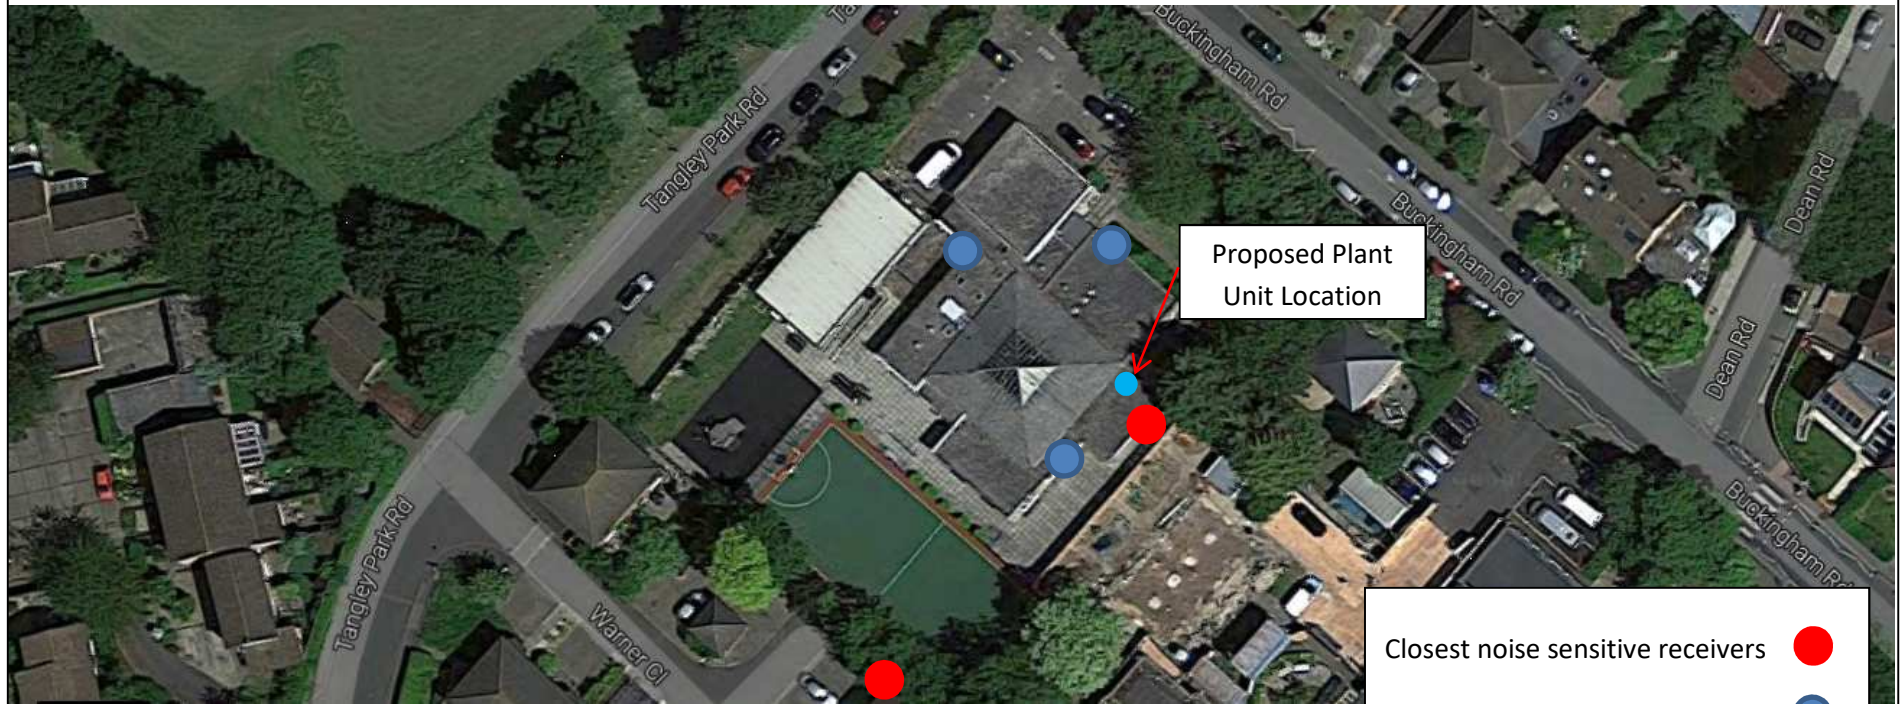 Ta
Buckingham Rd
Tangley Park Rd
Buckingham Rd
Dean Rd
Proposed Plant
Unit Location
Dean Rd
Tangley Park Rd
Warner Cl
Buckingham Rd
Closest noise sensitive receivers